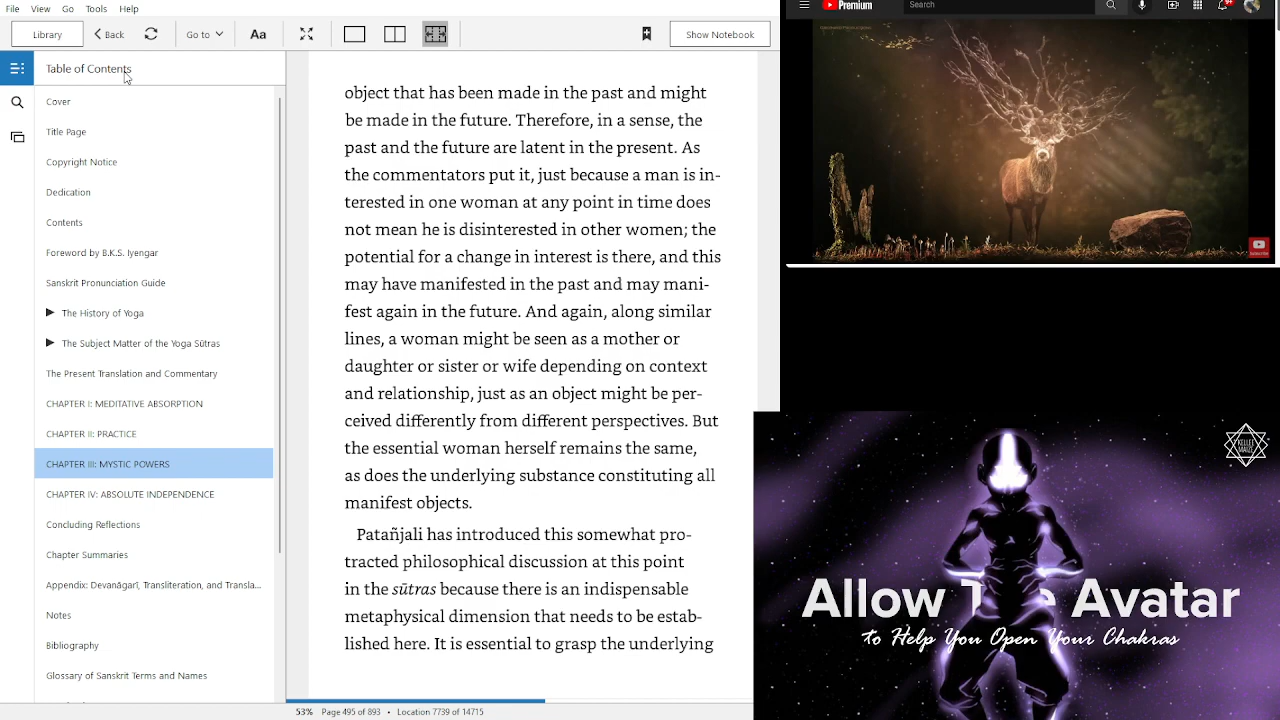 File View Go Tools Help
Library
Back
Go to
Aa
Show Notebook
Table of Contents
Cover
Title Page
Copyright Notice
Dedication
Contents
Foreword by B.K.S. Iyengar
Sanskrit Pronunciation Guide
The History of Yoga
The Subject Matter of the Yoga Sūtras
The Present Translation and Commentary
CHAPTER I: MEDITATIVE ABSORPTION
CHAPTER II: PRACTICE
CHAPTER III: MYSTIC POWERS
CHAPTER IV: ABSOLUTE INDEPENDENCE
Concluding Reflections
Chapter Summaries
Appendix: Devanāgarī, Transliteration, and Transla...
Notes
Bibliography
Glossary of Sanskrit Terms and Names
object that has been made in the past and might
be made in the future. Therefore, in a sense, the
past and the future are latent in the present. As
the commentators put it, just because a man is in-
terested in one woman at any point in time does
not mean he is disinterested in other women; the
potential for a change in interest is there, and this
may have manifested in the past and may mani-
fest again in the future. And again, along similar
lines, a woman might be seen as a mother or
daughter or sister or wife depending on context
and relationship, just as an object might be per-
ceived differently from different perspectives. But
the essential woman herself remains the same,
as does the underlying substance constituting all
manifest objects.
Patañjali has introduced this somewhat pro-
tracted philosophical discussion at this point
in the sūtras because there is an indispensable
metaphysical dimension that needs to be estab-
lished here. It is essential to grasp the underlying
53% Page 495 of 893 • Location 7739 of 14715
Premium
Search
9+
Subscribe
Allow T e Avatar
to Help You Open Your Chakras